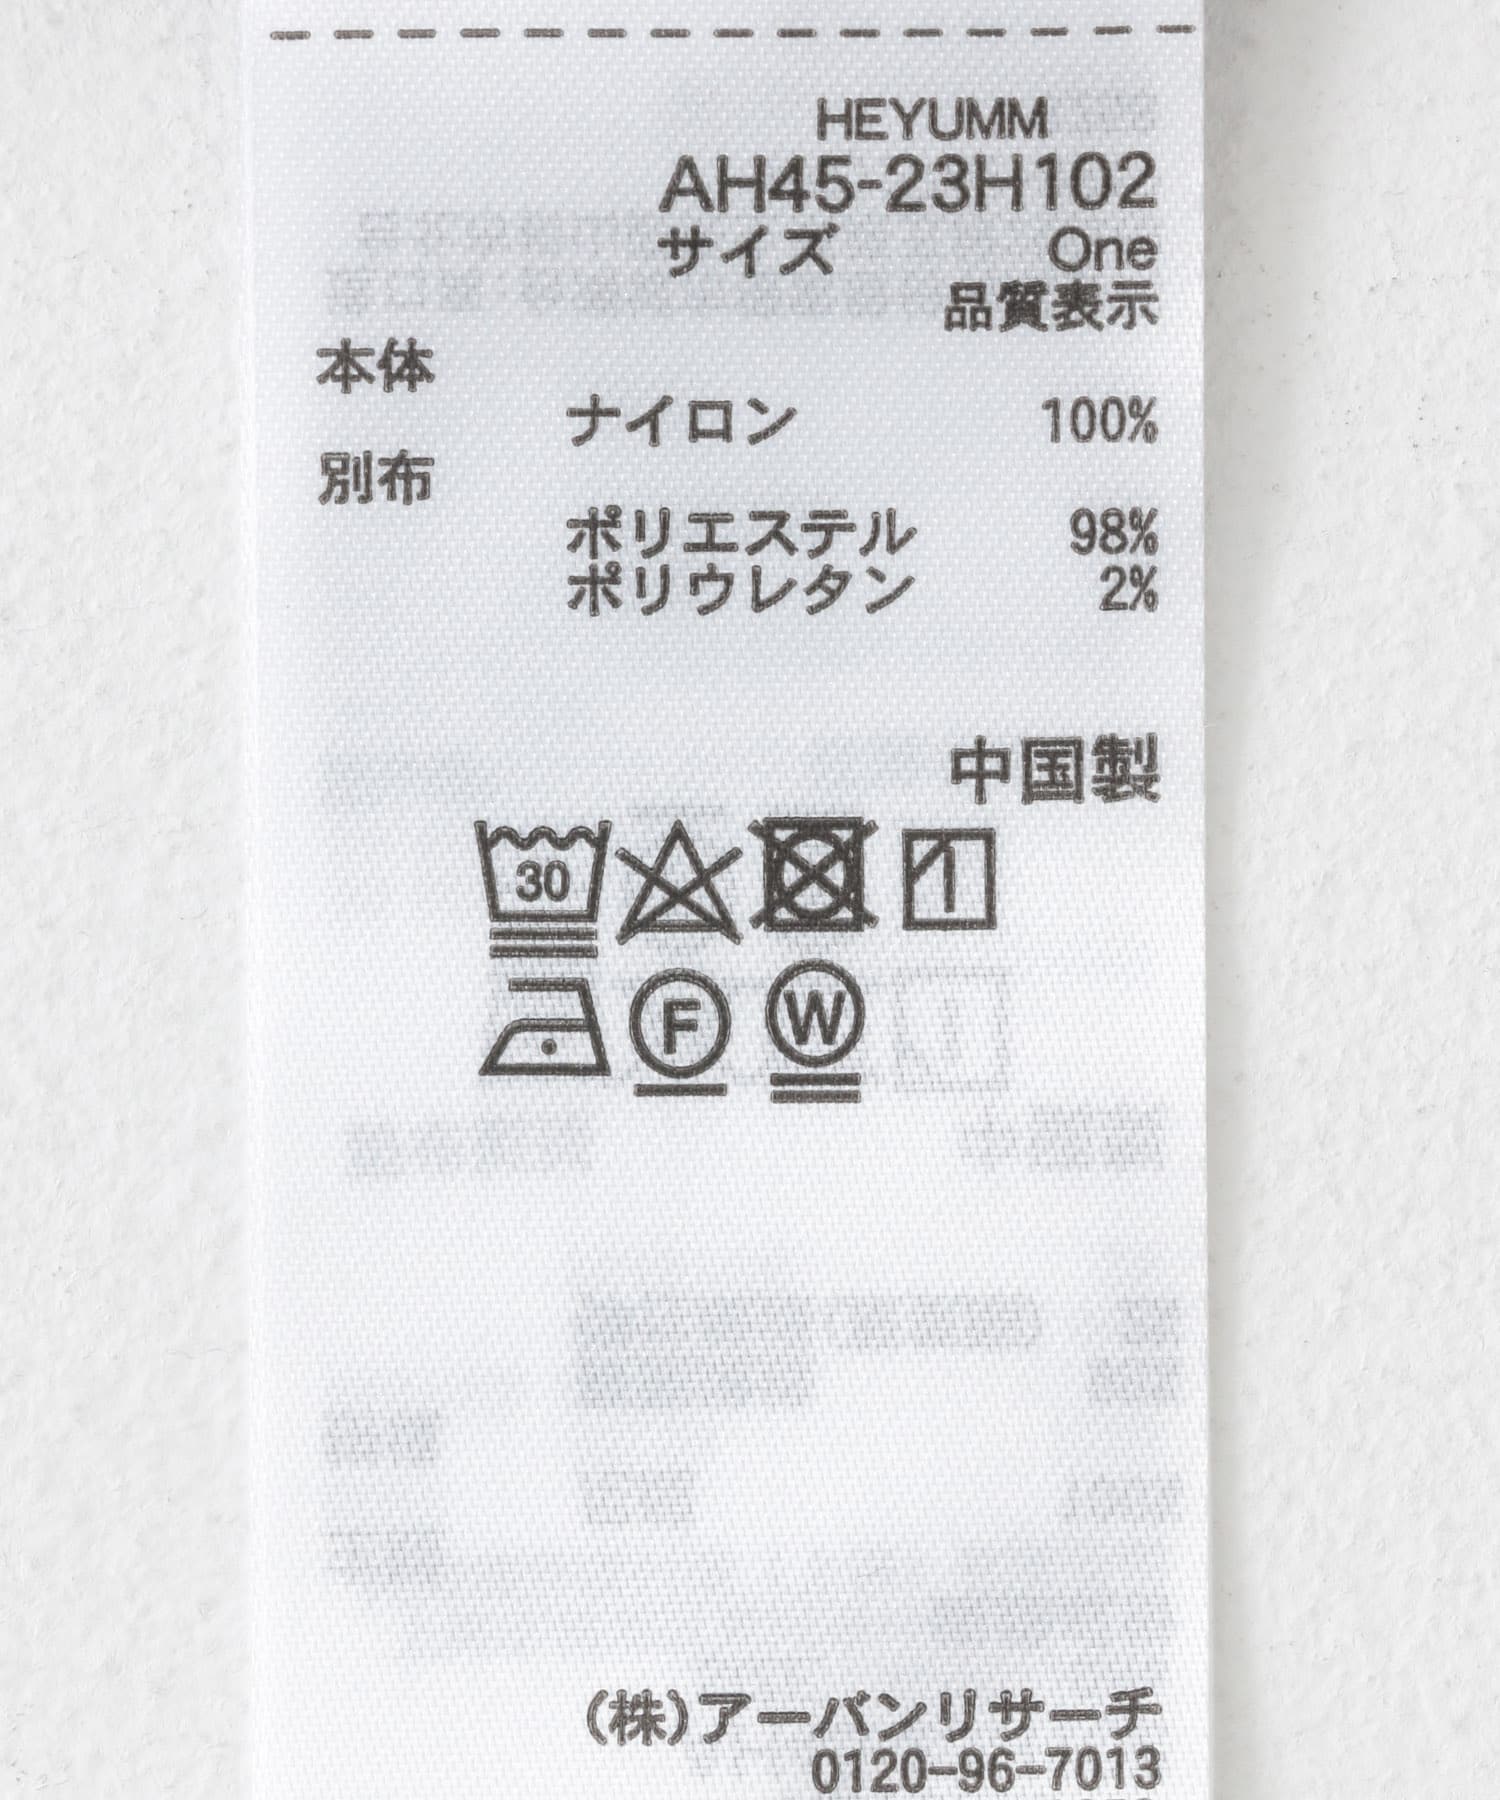 HEYUMM
AH45-23H102
サイズ One
品質表示
本体
ナイロン 100%
別布
ポリエステル 98%
ポリウレタン 2%
中国製
30
F W
(株)アーバンリサーチ
0120-96-7013